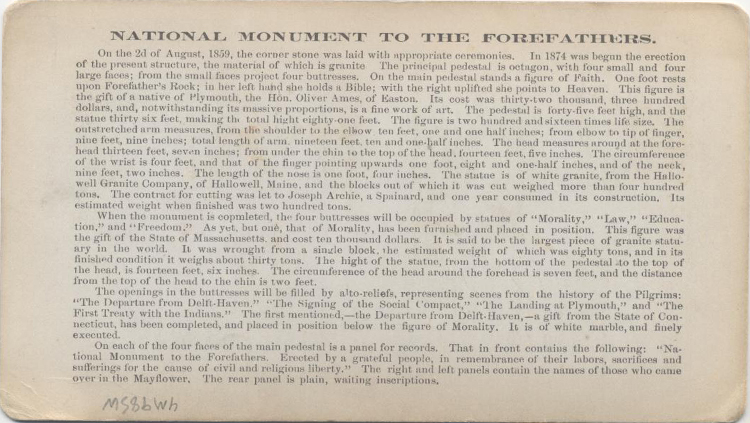 NATIONAL MONUMENT TO THE FOREFATHERS.
On the 2d of August, 1859, the corner stone was laid with appropriate ceremonies. In 1874 was begun the erection
of the present structure, the material of which is granite The principal pedestal is octagon, with four small and four
large faces; from the small faces project four buttresses. On the main pedestal stands a figure of Faith. One foot rests
upon Forefather's Rock; in her left hand she holds a Bible; with the right uplifted she points to Heaven. This figure is
the gift of a native of Plymouth, the Hon. Oliver Ames, of Easton. Its cost was thirty-two thousand, three hundred
dollars, and, notwithstanding its massive proportions, is a fine work of art. The pedestal is forty-five feet high, and the
statue thirty six feet, making the total hight eighty-one feet. The figure is two hundred and sixteen times life size. The
outstretched arm measures, from the shoulder to the elbow ten feet, one and one half inches; from elbow to tip of finger,
nine feet, nine inches; total length of arm, nineteen feet, ten and one-half inches. The head measures around at the fore-
head thirteen feet, seven inches; from under the chin to the top of the head, fourteen feet, five inches. The circumference
of the wrist is four feet, and that of the finger pointing upwards one foot, eight and one-half inches, and of the neck,
nine feet, two inches. The length of the nose is one foot, four inches. The statue is of white granite, from the Hallo-
well Granite Company, of Hallowell, Maine, and the blocks out of which it was cut weighed more than four hundred
tons. The contract for cutting was let to Joseph Archie, a Spainard, and one year consumed in its construction. Its
estimated weight when finished was two hundred tons.
When the monument is copmleted, the four buttresses will be occupied by statues of "Morality," "Law," "Educa-
tion," and "Freedom." As yet, but one, that of Morality, has been furnished and placed in position. This figure was
the gift of the State of Massachusetts, and cost ten thousand dollars. It is said to be the largest piece of granite statu-
ary in the world. It was wrought from a single block, the estimated weight of which was eighty tons, and in its
finished condition it weighs about thirty tons. The hight of the statue, from the bottom of the pedestal to the top of
the head, is fourteen feet, six inches. The circumference of the head around the forehead is seven feet, and the distance
from the top of the head to the chin is two feet.
The openings in the buttresses will be filled by alto-reliefs, representing scenes from the history of the Pilgrims:
"The Departure from Delft-Haven." "The Signing of the Social Compact," "The Landing at Plymouth," and "The
First Treaty with the Indians." The first mentioned,—the Departure from Delft-Haven,—a gift from the State of Con-
necticut, has been completed, and placed in position below the figure of Morality. It is of white marble, and finely
executed.
On each of the four faces of the main pedestal is a panel for records. That in front contains the following: "Na-
tional Monument to the Forefathers. Erected by a grateful people, in remembrance of their labors, sacrifices and
sufferings for the cause of civil and religious liberty." The right and left panels contain the names of those who came
over in the Mayflower. The rear panel is plain, waiting inscriptions.